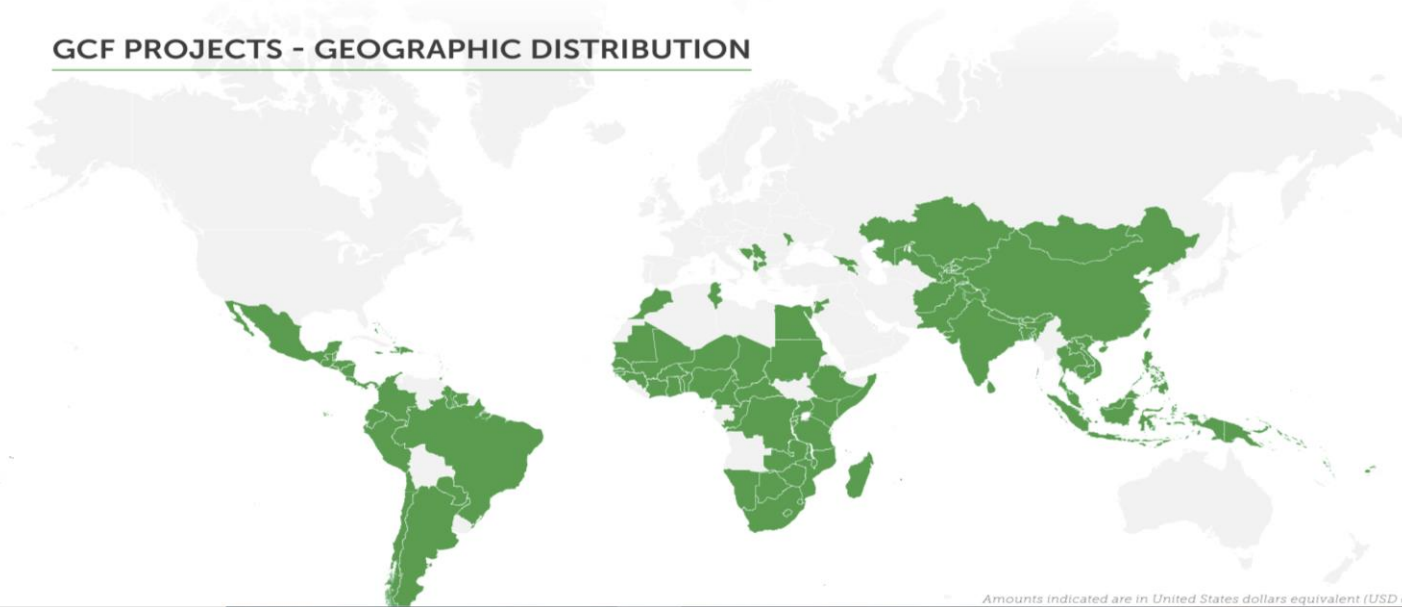 GCF PROJECTS - GEOGRAPHIC DISTRIBUTION
Amounts indicated are in United States dollars equivalent (USD